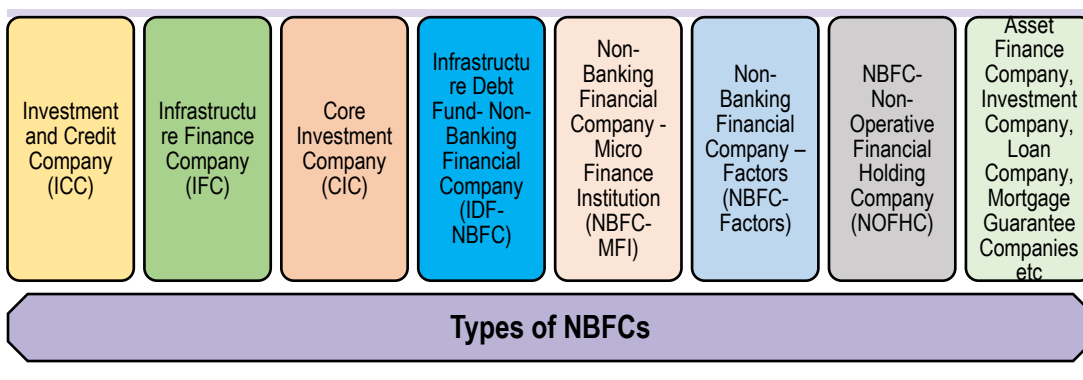 Investment
and Credit
Company
(ICC)
Infrastructu
re Finance
Company
(IFC)
Core
Investment
Company
(CIC)
Infrastructu
re Debt
Fund- Non-
Banking
Financial
Company
(IDF-
NBFC)
Non-
Banking
Financial
Company -
Micro
Finance
Institution
(NBFC-
MFI)
Non-
Banking
Financial
Company –
Factors
(NBFC-
Factors)
NBFC-
Non-
Operative
Financial
Holding
Company
(NOFHC)
Asset
Finance
Company,
Investment
Company,
Loan
Company,
Mortgage
Guarantee
Companies
etc
Types of NBFCs